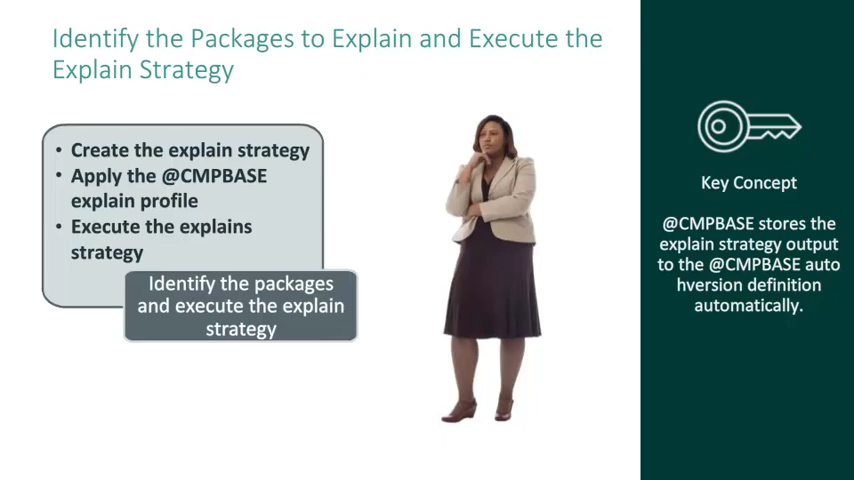 Identify the Packages to Explain and Execute the
Explain Strategy
• Create the explain strategy
• Apply the @CMPBASE
explain profile
• Execute the explains
strategy
Identify the packages
and execute the explain
strategy
Key Concept
@CMPBASE stores the
explain strategy output
to the @CMPBASE auto
hversion definition
automatically.